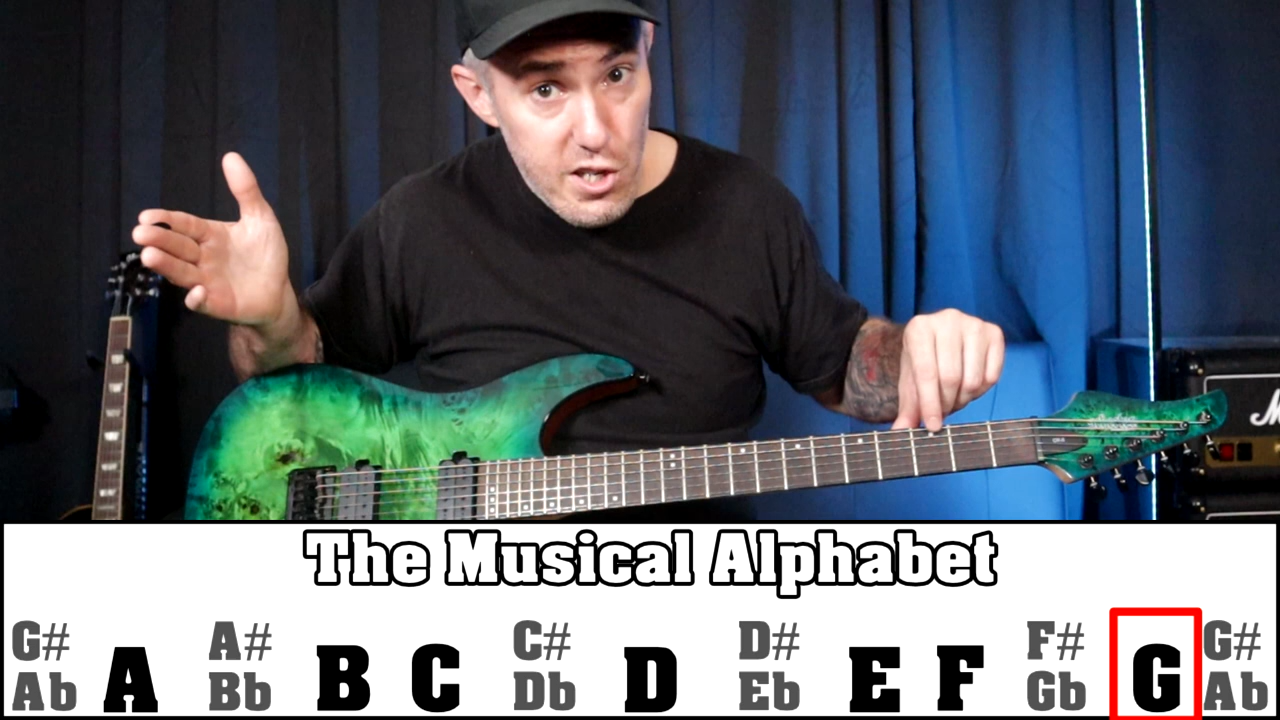 The Musical Alphabet
G# A# C# D# F# G#
Ab A Bb B C Db D Eb E F Gb G Ab